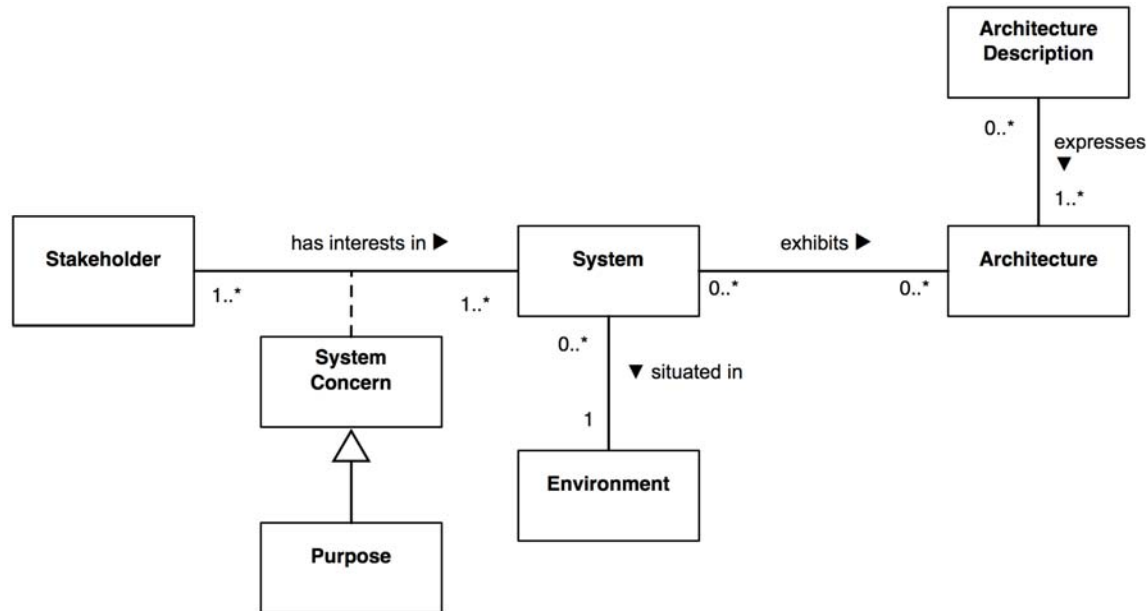 Architecture
Description
0..*
expresses
▼
1..*
Stakeholder
has interests in ►
System
exhibits ►
Architecture
1..*
1..*
0..*
0..*
System
Concern
0..*
▼ situated in
1
Environment
Purpose